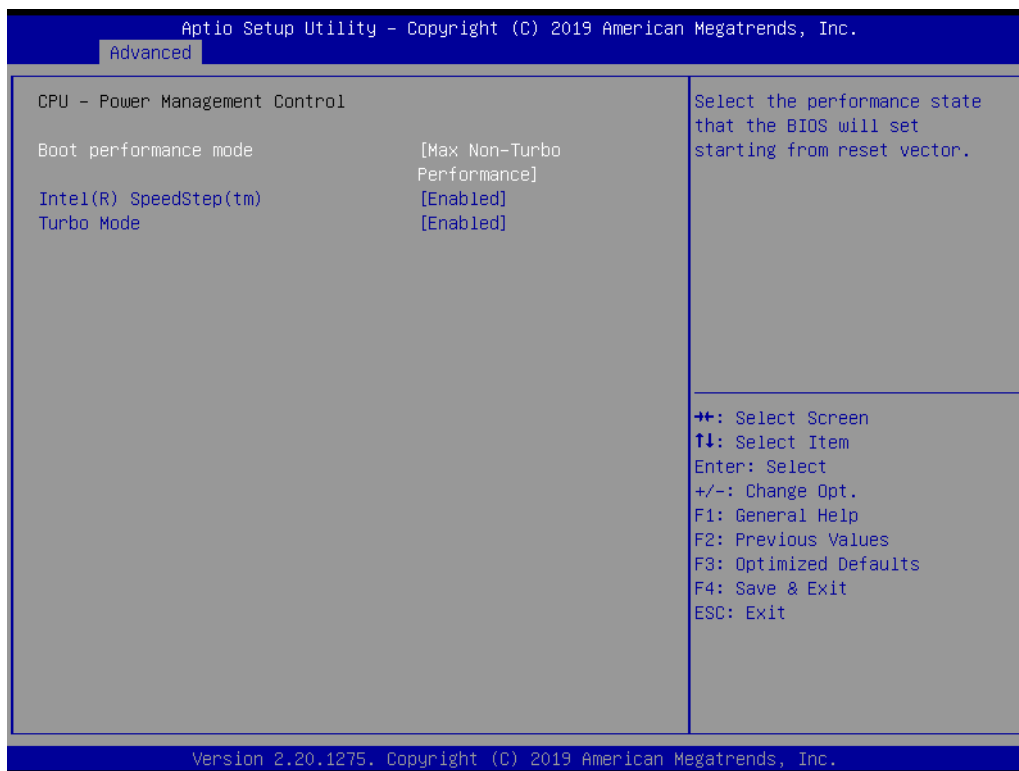 Aptio Setup Utility – Copyright (C) 2019 American Megatrends, Inc.
Advanced
CPU – Power Management Control
Boot performance mode [Max Non-Turbo
Performance]
Intel(R) SpeedStep(tm) [Enabled]
Turbo Mode [Enabled]
Select the performance state
that the BIOS will set
starting from reset vector.
→←: Select Screen
↑↓: Select Item
Enter: Select
+/-: Change Opt.
F1: General Help
F2: Previous Values
F3: Optimized Defaults
F4: Save & Exit
ESC: Exit
Version 2.20.1275. Copyright (C) 2019 American Megatrends, Inc.